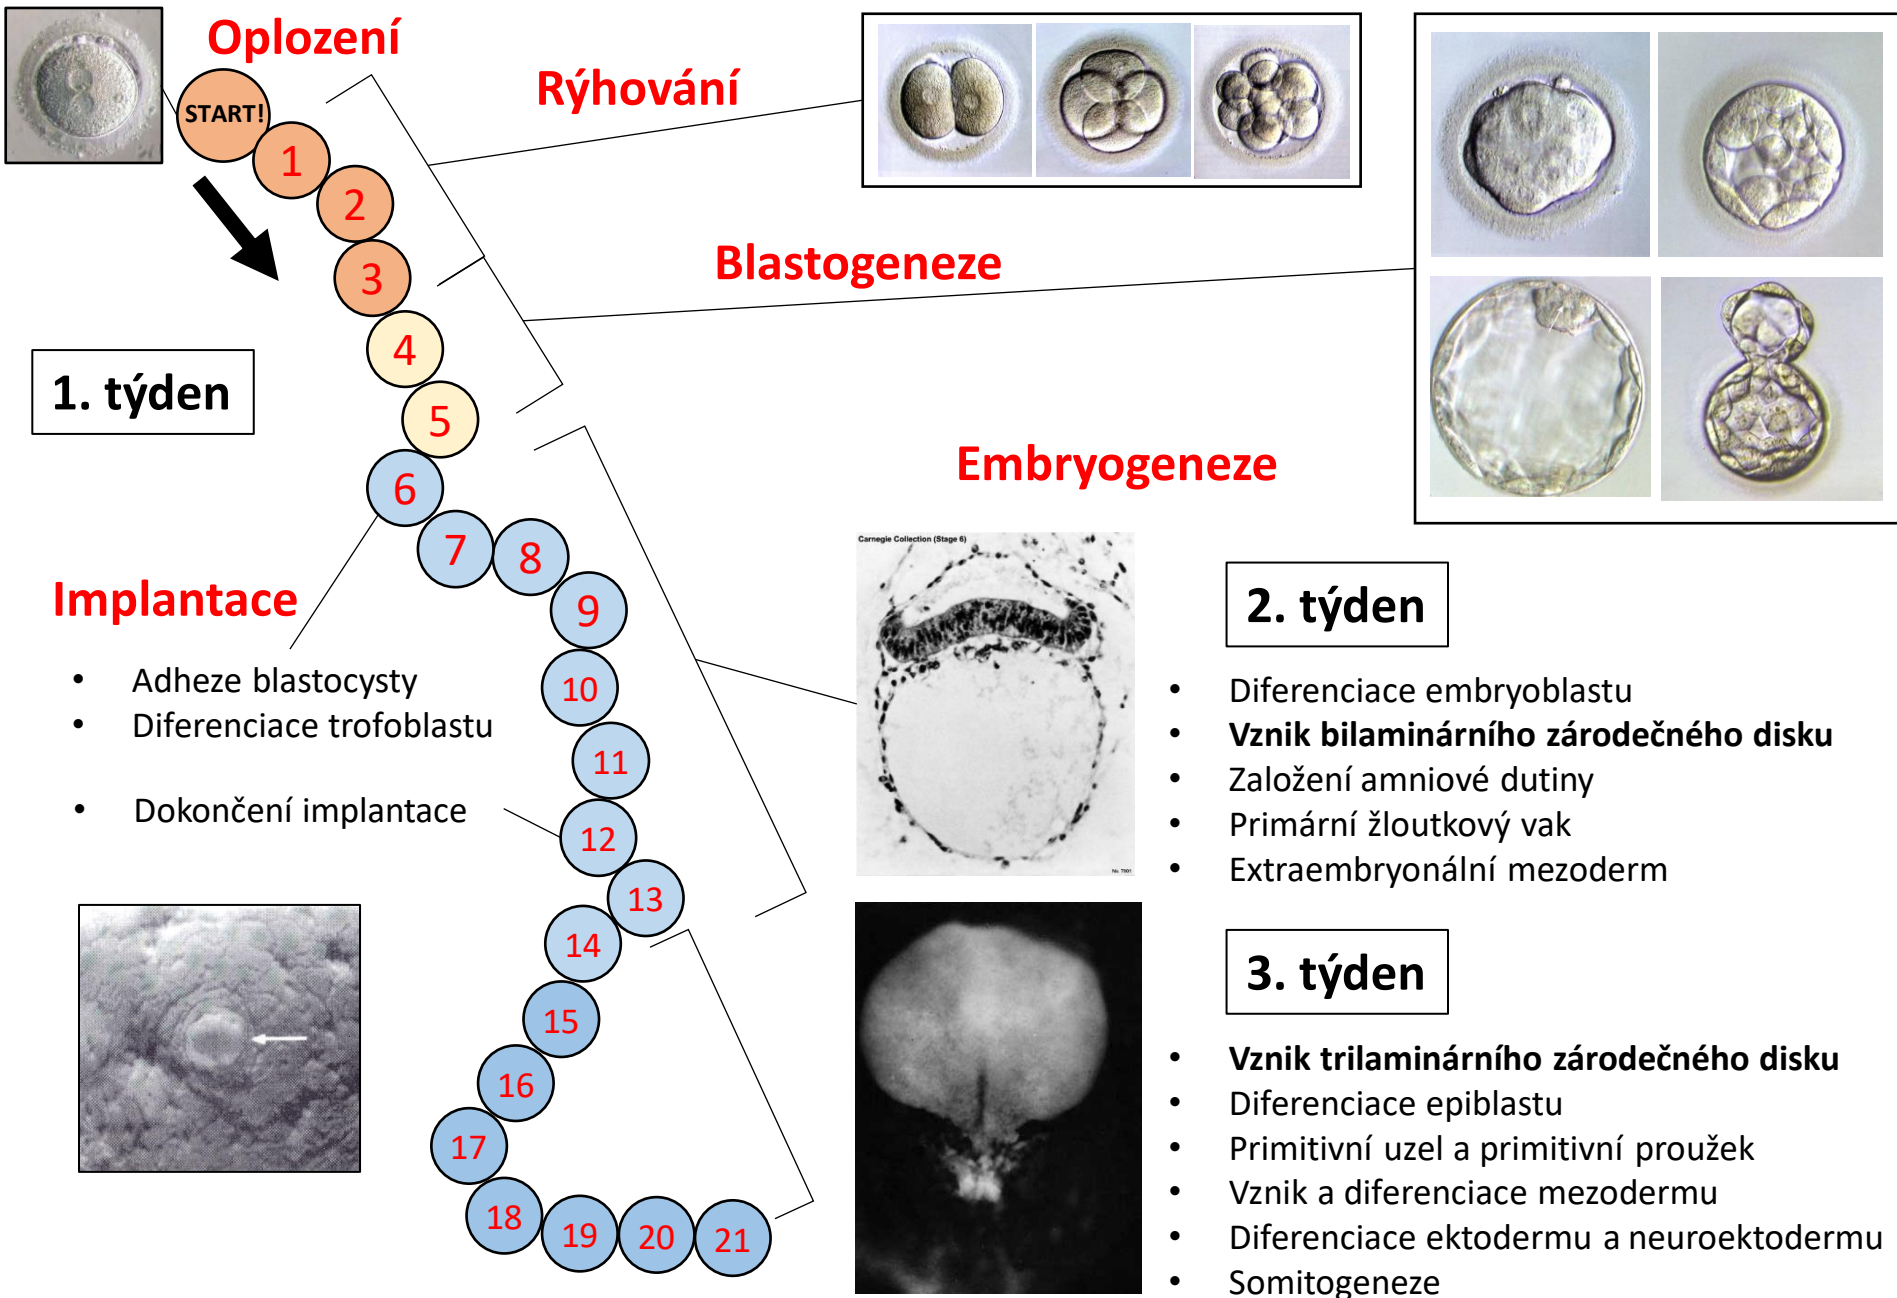 Oplození
START!
1
2
3
4
5
6
7
8
9
10
11
12
13
14
15
16
17
18
19
20
21
Rýhování
Blastogeneze
1. týden
Embryogeneze
Implantace
• Adheze blastocysty
• Diferenciace trofoblastu
• Dokončení implantace
Carnegie Collection (Stage 6)
No. 7801
2. týden
• Diferenciace embryoblastu
• Vznik bilaminárního zárodečného disku
• Založení amniové dutiny
• Primární žloutkový vak
• Extraembryonální mezoderm
3. týden
• Vznik trilaminárního zárodečného disku
• Diferenciace epiblastu
• Primitivní uzel a primitivní proužek
• Vznik a diferenciace mezodermu
• Diferenciace ektodermu a neuroektodermu
• Somitogeneze